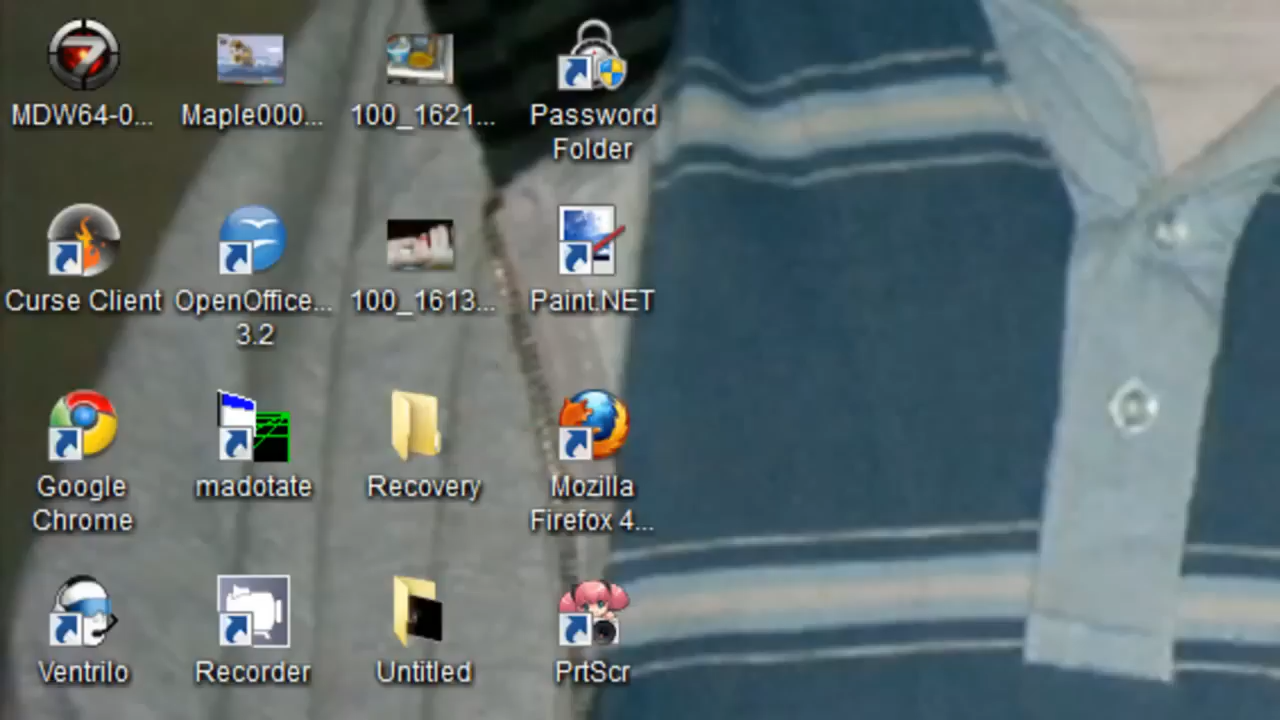 MDW64-0...
Maple000...
100_1621...
Password
Folder
Curse Client
OpenOffice...
3.2
100_1613...
Paint.NET
Google
Chrome
madotate
Recovery
Mozilla
Firefox 4...
Ventrilo
Recorder
Untitled
PrtScr